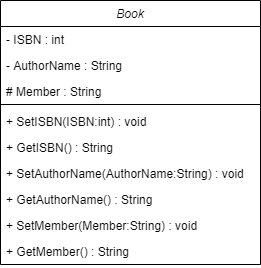 Book
- ISBN : int
- AuthorName : String
# Member : String
+ SetISBN(ISBN:int) : void
+ GetISBN() : String
+ SetAuthorName(AuthorName:String) : void
+ GetAuthorName() : String
+ SetMember(Member:String) : void
+ GetMember() : String